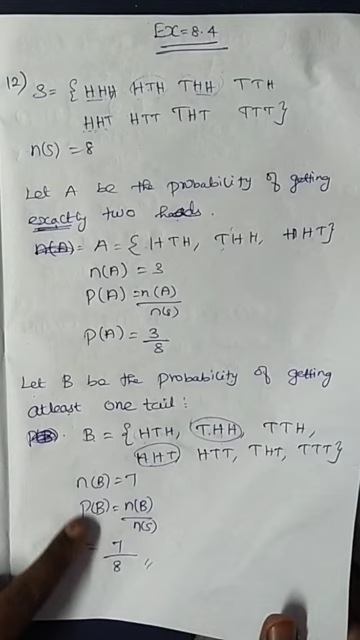 EX=8.4
12) S = { HHH HTH THH TTH
HHT HTT THT TTT }
n(S) = 8
Let A be the probability of getting
exactly two heads.
n(A) = A = { HTH, THH, HHT }
n(A) = 3
P(A) = n(A)
n(S)
P(A) = 3
8
Let B be the probability of getting
atleast one tail:
P(B). B = { HTH, THH, TTH,
HHT, HTT, THT, TTT }
n(B) = 7
P(B) = n(B)
n(S)
= 7
8 //